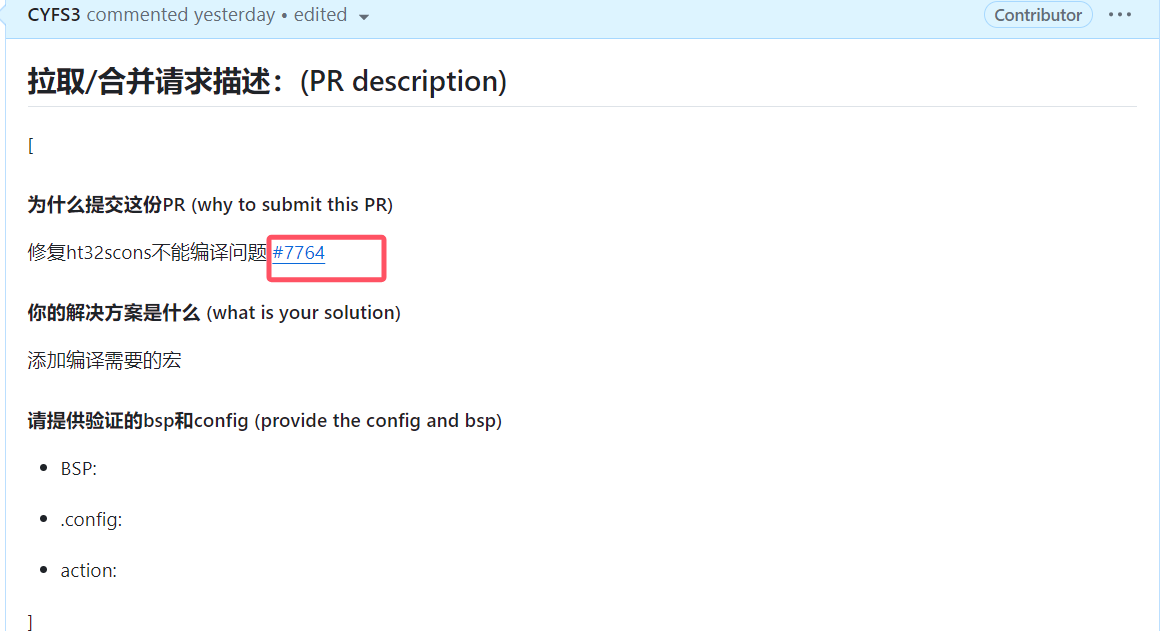 CYFS3 commented yesterday • edited
Contributor
拉取/合并请求描述：(PR description)
[
为什么提交这份PR (why to submit this PR)
修复ht32scons不能编译问题 #7764
你的解决方案是什么 (what is your solution)
添加编译需要的宏
请提供验证的bsp和config (provide the config and bsp)
• BSP:
• .config:
• action:
]